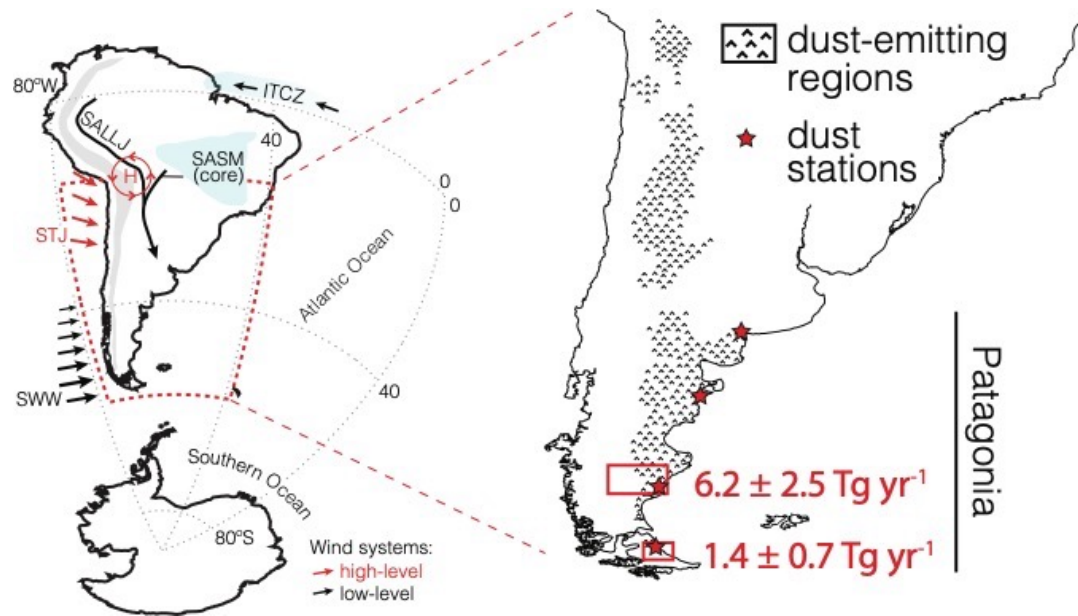 80°W
ITCZ
SALLJ
40
SASM
(core)
H
0
0
STJ
Atlantic Ocean
40
SWW
Southern Ocean
80°S
Wind systems:
high-level
low-level
dust-emitting
regions
dust
stations
Patagonia
6.2 ± 2.5 Tg yr⁻¹
1.4 ± 0.7 Tg yr⁻¹